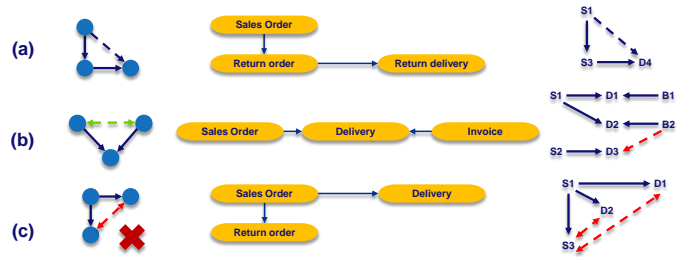 (a)
Sales Order
Return order
Return delivery
S1
S3
D4
(b)
Sales Order
Delivery
Invoice
S1
D1
B1
D2
B2
S2
D3
(c)
Sales Order
Delivery
Return order
S1
D1
D2
S3